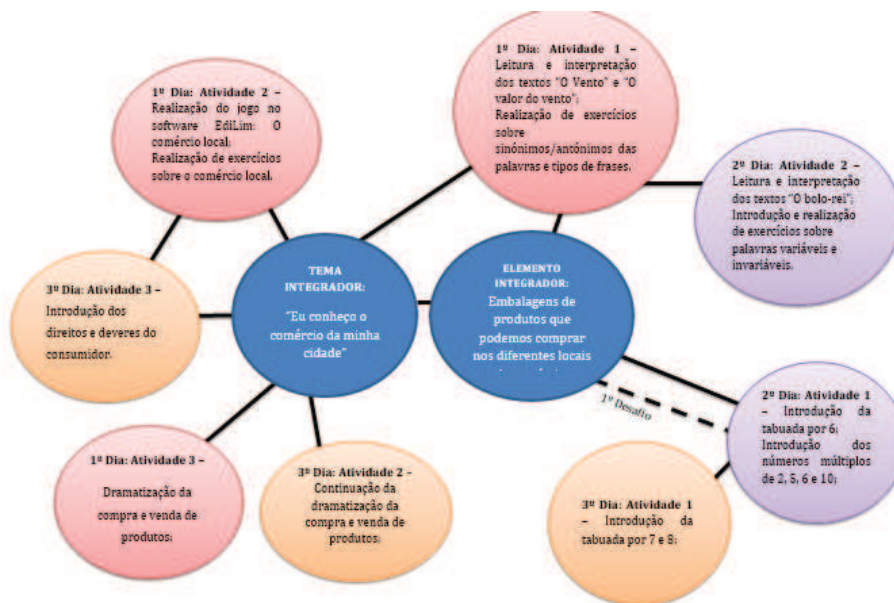 1º Dia: Atividade 1 –
Leitura e interpretação
dos textos “O Vento” e “O
valor do vento”;
Realização de exercícios
sobre
sinónimos/antónimos das
palavras e tipos de frases.
1º Dia: Atividade 2 –
Realização do jogo no
software EdiLim: O
comércio local;
Realização de exercícios
sobre o comércio local.
2º Dia: Atividade 2 –
Leitura e interpretação
dos textos “O bolo-rei”;
Introdução e realização
de exercícios sobre
palavras variáveis e
invariáveis.
3º Dia: Atividade 3 –
Introdução dos
direitos e deveres do
consumidor.
TEMA
INTEGRADOR:
“Eu conheço o
comércio da minha
cidade”
ELEMENTO
INTEGRADOR:
Embalagens de
produtos que
podemos comprar
nos diferentes locais
1º Desafio
2º Dia: Atividade 1
– Introdução da
tabuada por 6;
Introdução dos
números múltiplos
de 2, 5, 6 e 10;
1º Dia: Atividade 3 –
Dramatização da
compra e venda de
produtos;
3º Dia: Atividade 2 –
Continuação da
dramatização da
compra e venda de
produtos;
3º Dia: Atividade 1
– Introdução da
tabuada por 7 e 8;